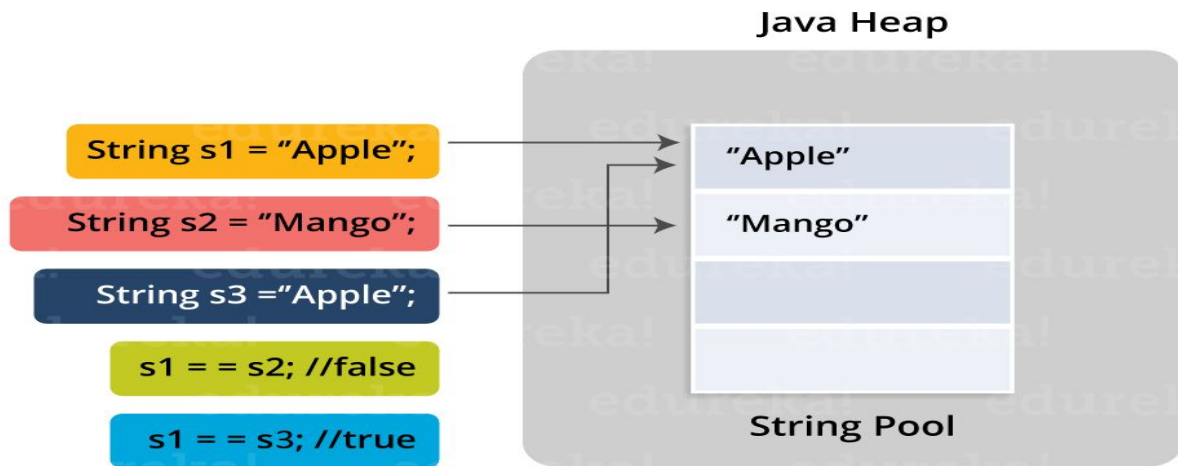 Java Heap
String s1 = “Apple”;
String s2 = “Mango”;
String s3 =“Apple”;
s1 = = s2; //false
s1 = = s3; //true
“Apple”
“Mango”
String Pool
edureka!